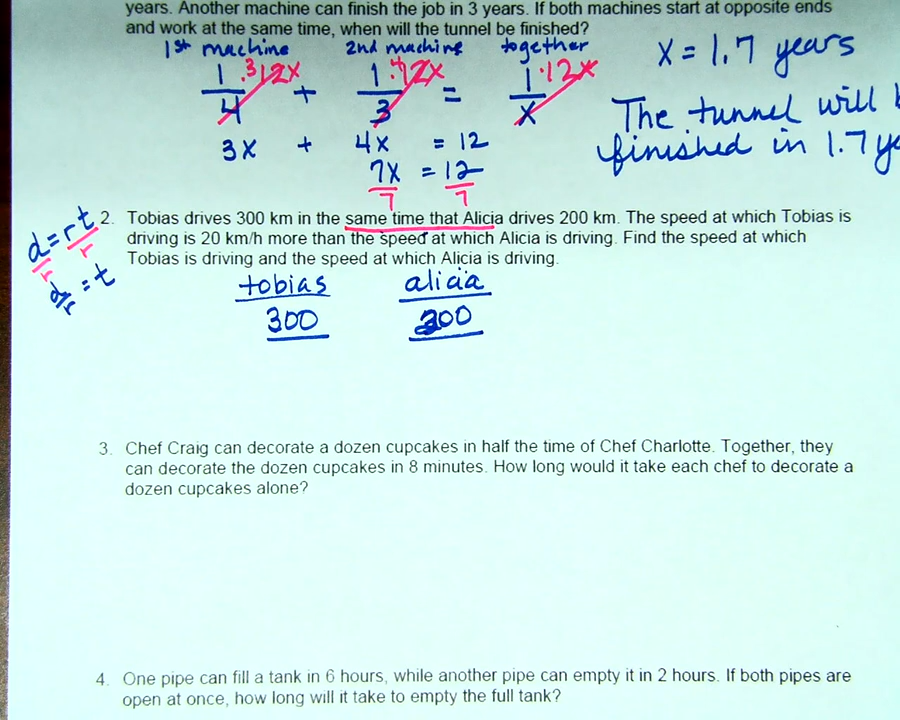 years. Another machine can finish the job in 3 years. If both machines start at opposite ends
and work at the same time, when will the tunnel be finished?
1st machine 2nd machine together
1/4 ·³12x + 1/3 ·⁴12x = 1/x ·12x
3x + 4x = 12
7x = 12
7 7
x = 1.7 years
The tunnel will
finished in 1.7
d = rt
r r
d/r = t
2. Tobias drives 300 km in the same time that Alicia drives 200 km. The speed at which Tobias is
driving is 20 km/h more than the speed at which Alicia is driving. Find the speed at which
Tobias is driving and the speed at which Alicia is driving.
tobias alicia
300 200
3. Chef Craig can decorate a dozen cupcakes in half the time of Chef Charlotte. Together, they
can decorate the dozen cupcakes in 8 minutes. How long would it take each chef to decorate a
dozen cupcakes alone?
4. One pipe can fill a tank in 6 hours, while another pipe can empty it in 2 hours. If both pipes are
open at once, how long will it take to empty the full tank?